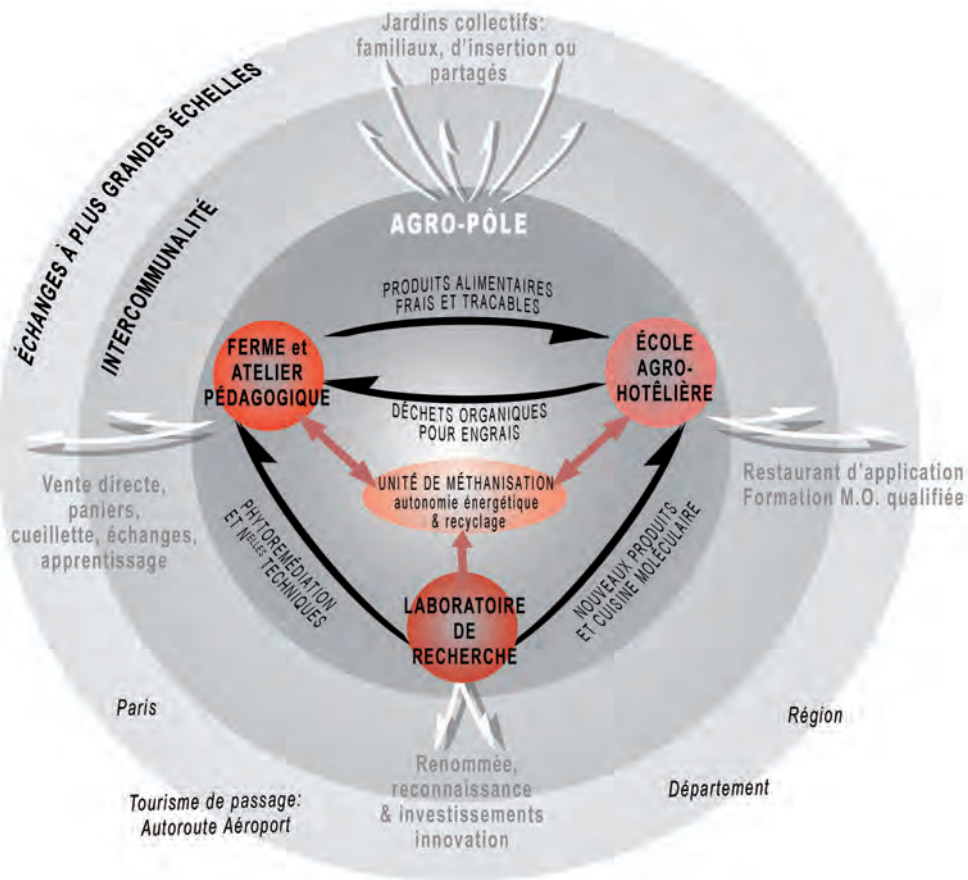 Jardins collectifs:
familiaux, d'insertion ou
partagés
ÉCHANGES À PLUS GRANDES ÉCHELLES
INTERCOMMUNALITÉ
AGRO-PÔLE
PRODUITS ALIMENTAIRES
FRAIS ET TRACABLES
FERME et
ATELIER
PÉDAGOGIQUE
ÉCOLE
AGRO-
HOTÊLIÈRE
DÉCHETS ORGANIQUES
POUR ENGRAIS
UNITÉ DE MÉTHANISATION
autonomie énergétique
& recyclage
Vente directe,
paniers,
cueillette, échanges,
apprentissage
Restaurant d'application
Formation M.O. qualifiée
PHYTOREMÉDIATION
ET NELLES TECHNIQUES
NOUVEAUX PRODUITS
ET CUISINE MOLÉCULAIRE
LABORATOIRE
DE
RECHERCHE
Paris
Région
Renommée,
reconnaissance
& investissements
innovation
Département
Tourisme de passage:
Autoroute Aéroport